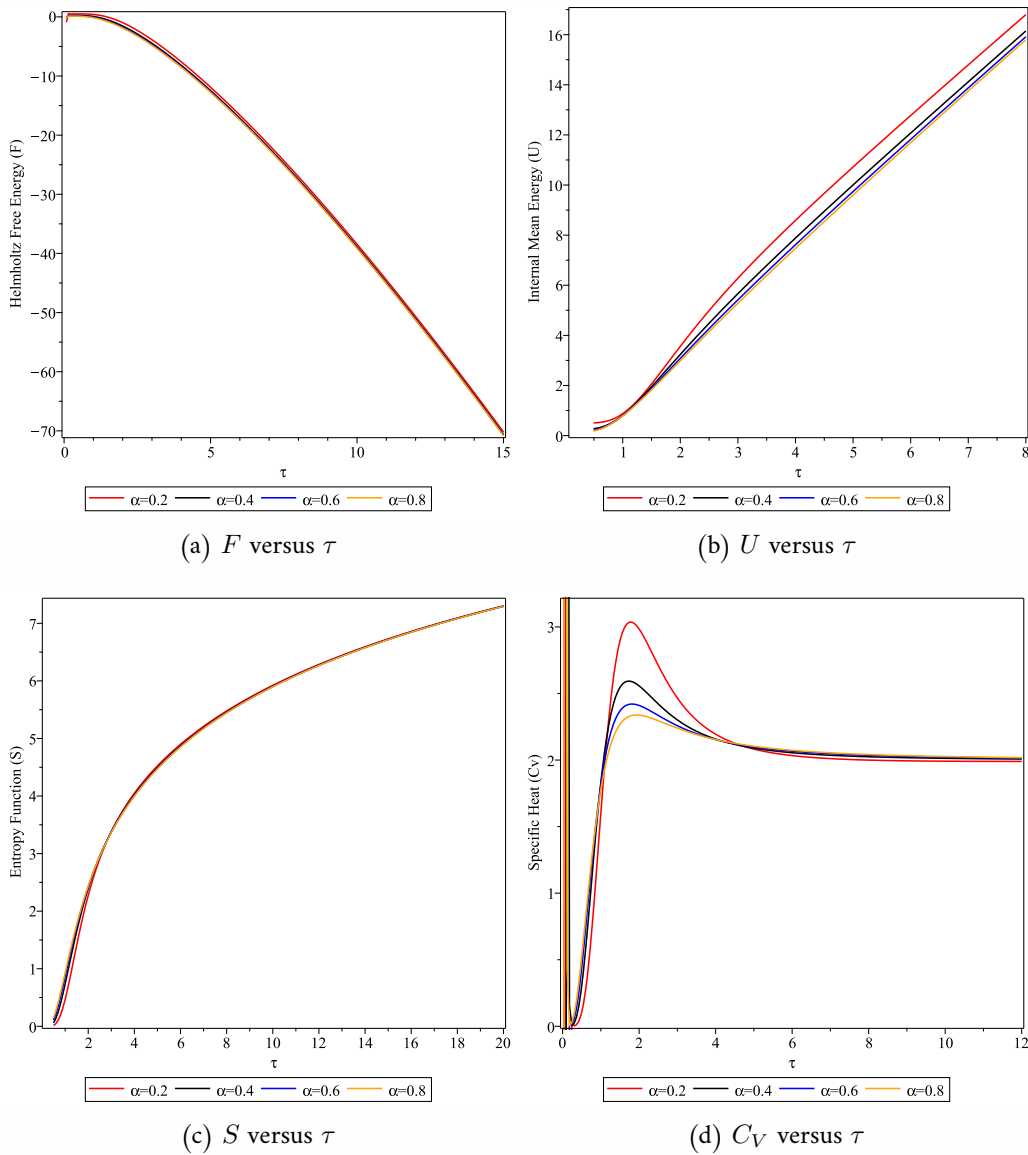 Helmholtz Free Energy (F)
0
−10
−20
−30
−40
−50
−60
−70
0 5 10 15
τ
α=0.2 α=0.4 α=0.6 α=0.8
(a) F versus τ
Internal Mean Energy (U)
16
14
12
10
8
6
4
2
0
1 2 3 4 5 6 7 8
τ
α=0.2 α=0.4 α=0.6 α=0.8
(b) U versus τ
Entropy Function (S)
7
6
5
4
3
2
1
0
2 4 6 8 10 12 14 16 18 20
τ
α=0.2 α=0.4 α=0.6 α=0.8
(c) S versus τ
Specific Heat (Cv)
3
2
1
0
0 2 4 6 8 10 12
τ
α=0.2 α=0.4 α=0.6 α=0.8
(d) C_V versus τ